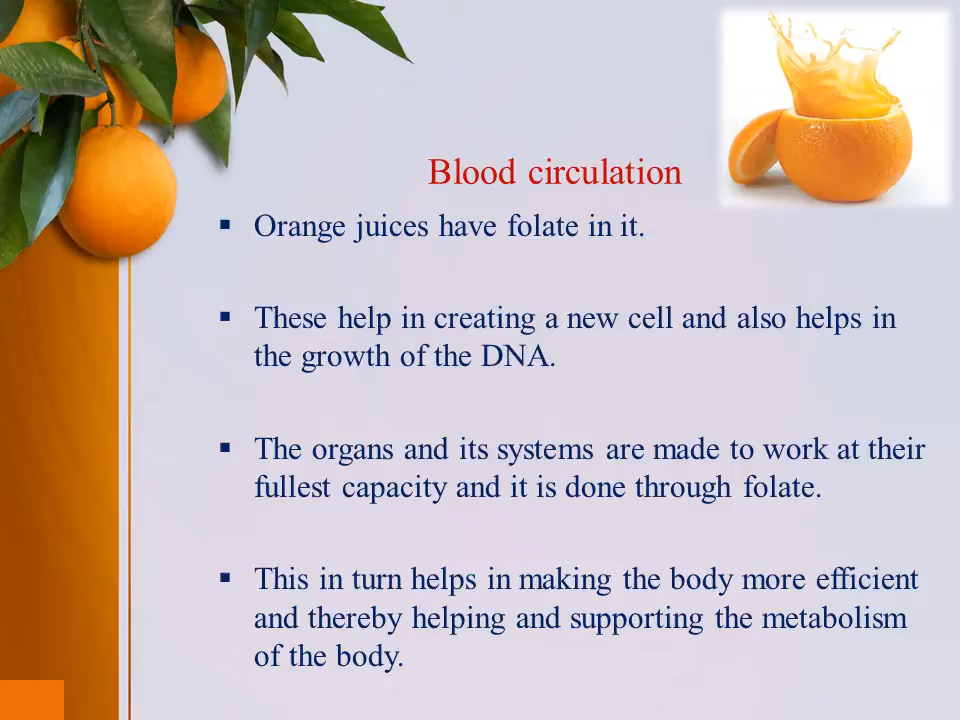 Blood circulation
▪ Orange juices have folate in it.
▪ These help in creating a new cell and also helps in
the growth of the DNA.
▪ The organs and its systems are made to work at their
fullest capacity and it is done through folate.
▪ This in turn helps in making the body more efficient
and thereby helping and supporting the metabolism
of the body.